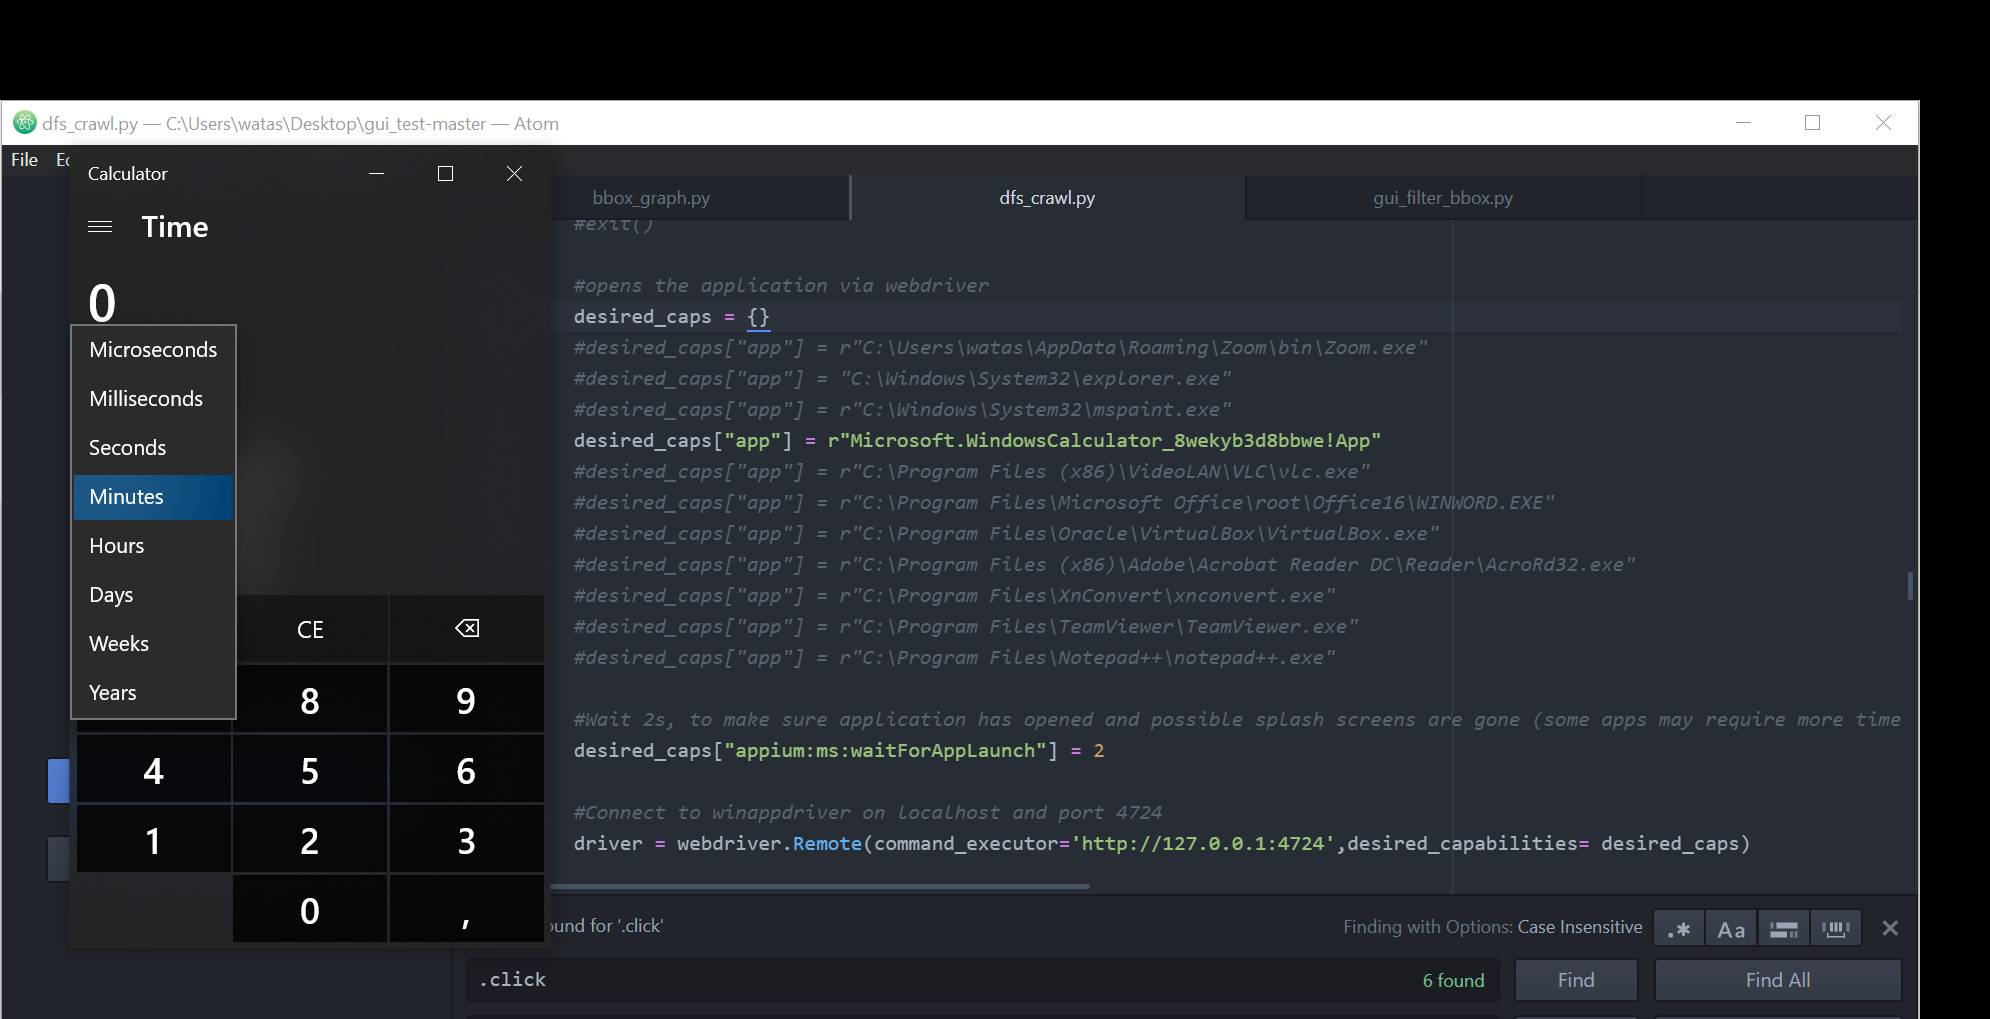 dfs_crawl.py — C:\Users\watas\Desktop\gui_test-master — Atom
File
Calculator
Time
0
Microseconds
Milliseconds
Seconds
Minutes
Hours
Days
Weeks
Years
CE
8
9
4
5
6
1
2
3
0
,
bbox_graph.py
dfs_crawl.py
gui_filter_bbox.py
#exit()
#opens the application via webdriver
desired_caps = {}
#desired_caps["app"] = r"C:\Users\watas\AppData\Roaming\Zoom\bin\Zoom.exe"
#desired_caps["app"] = "C:\Windows\System32\explorer.exe"
#desired_caps["app"] = r"C:\Windows\System32\mspaint.exe"
desired_caps["app"] = r"Microsoft.WindowsCalculator_8wekyb3d8bbwe!App"
#desired_caps["app"] = r"C:\Program Files (x86)\VideoLAN\VLC\vlc.exe"
#desired_caps["app"] = r"C:\Program Files\Microsoft Office\root\Office16\WINWORD.EXE"
#desired_caps["app"] = r"C:\Program Files\Oracle\VirtualBox\VirtualBox.exe"
#desired_caps["app"] = r"C:\Program Files (x86)\Adobe\Acrobat Reader DC\Reader\AcroRd32.exe"
#desired_caps["app"] = r"C:\Program Files\XnConvert\xnconvert.exe"
#desired_caps["app"] = r"C:\Program Files\TeamViewer\TeamViewer.exe"
#desired_caps["app"] = r"C:\Program Files\Notepad++\notepad++.exe"
#Wait 2s, to make sure application has opened and possible splash screens are gone (some apps may require more time
desired_caps["appium:ms:waitForAppLaunch"] = 2
#Connect to winappdriver on localhost and port 4724
driver = webdriver.Remote(command_executor='http://127.0.0.1:4724',desired_capabilities= desired_caps)
for '.click'
Finding with Options: Case Insensitive
.* Aa
.click
6 found
Find
Find All